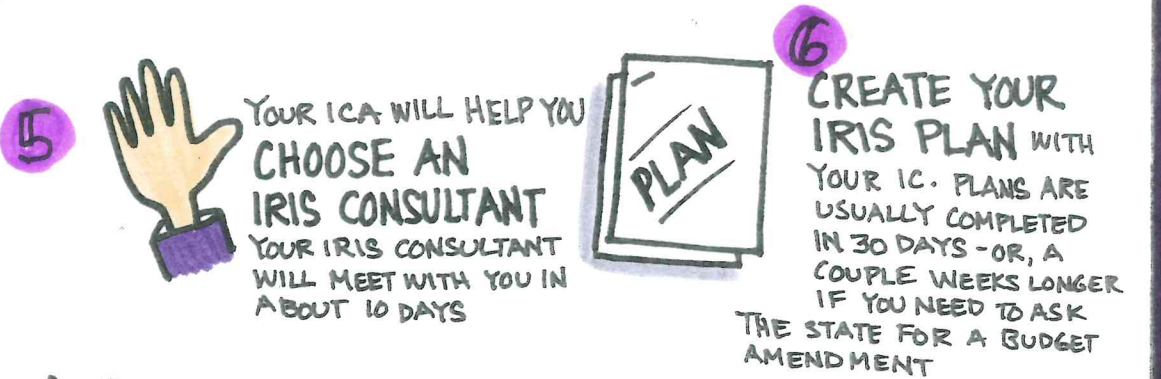 5
YOUR ICA WILL HELP YOU
CHOOSE AN
IRIS CONSULTANT
YOUR IRIS CONSULTANT
WILL MEET WITH YOU IN
ABOUT 10 DAYS
PLAN
6
CREATE YOUR
IRIS PLAN WITH
YOUR IC. PLANS ARE
USUALLY COMPLETED
IN 30 DAYS - OR, A
COUPLE WEEKS LONGER
IF YOU NEED TO ASK
THE STATE FOR A BUDGET
AMENDMENT